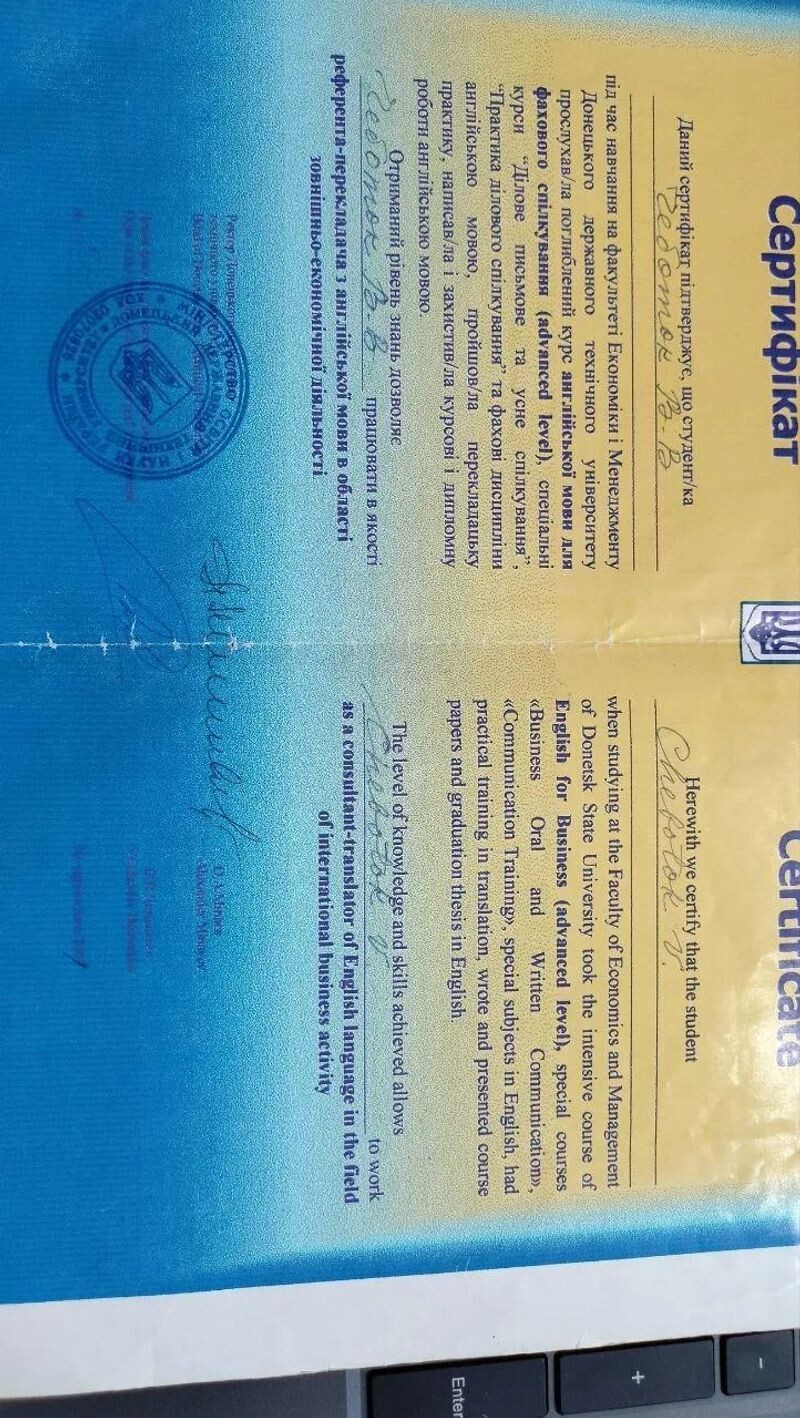 Сертифікат
Даний сертифікат підтверджує, що студент/ка
Чеботок В.В
під час навчання на факультеті Економіки і Менеджменту
Донецького державного технічного університету
прослухав/ла поглиблений курс англійської мови для
фахового спілкування (advanced level), спеціальні
курси "Ділове письмове та усне спілкування",
"Практика ділового спілкування" та фахові дисципліни
англійською мовою, пройшов/ла перекладацьку
практику, написав/ла і захистив/ла курсові і дипломну
роботи англійською мовою.
Отриманий рівень знань дозволяє
Чеботок В.В працювати в якості
референта-перекладача з англійської мови в області
зовнішньо-економічної діяльності
Certificate
Herewith we certify that the student
Chebotok V.
when studying at the Faculty of Economics and Management
of Donetsk State University took the intensive course of
English for Business (advanced level), special courses
«Business Oral and Written Communication»,
«Communication Training», special subjects in English, had
practical training in translation, wrote and presented course
papers and graduation thesis in English.
The level of knowledge and skills achieved allows
Chebotok V. to work
as a consultant-translator of English language in the field
of international business activity
Enter
+
-